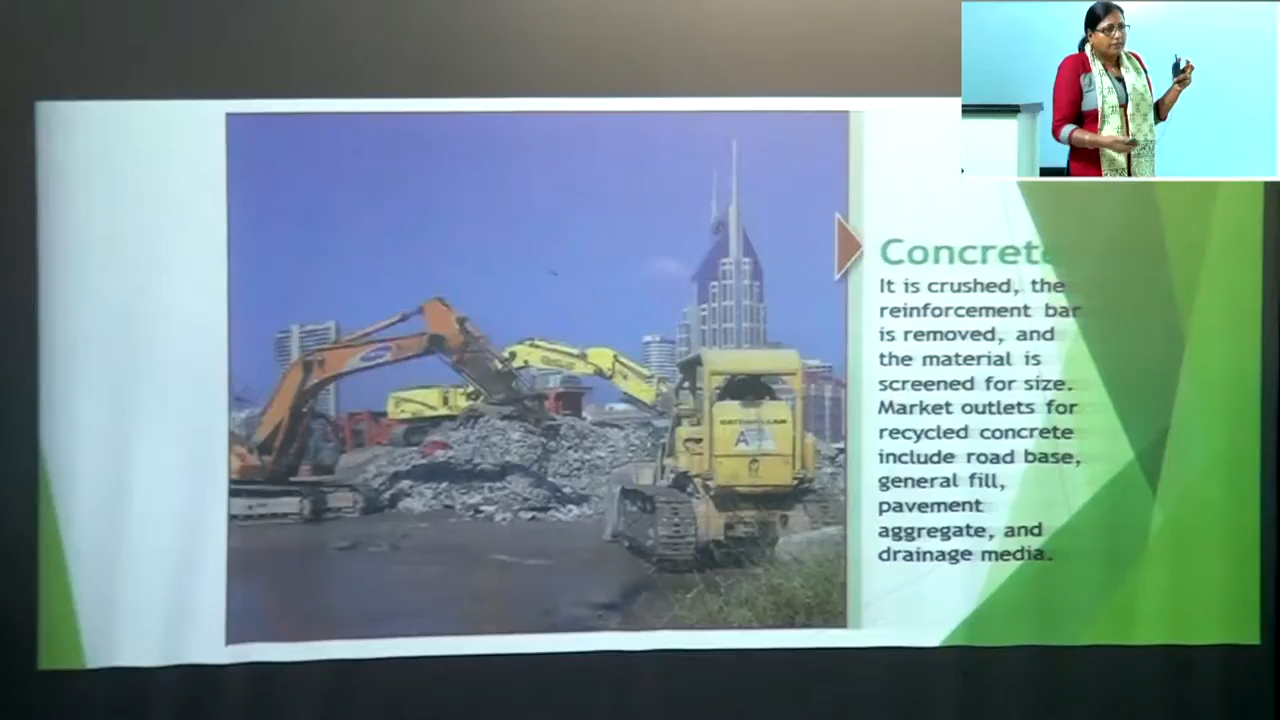 Concrete
It is crushed, the
reinforcement bar
is removed, and
the material is
screened for size.
Market outlets for
recycled concrete
include road base,
general fill,
pavement
aggregate, and
drainage media.
CATERPILLAR